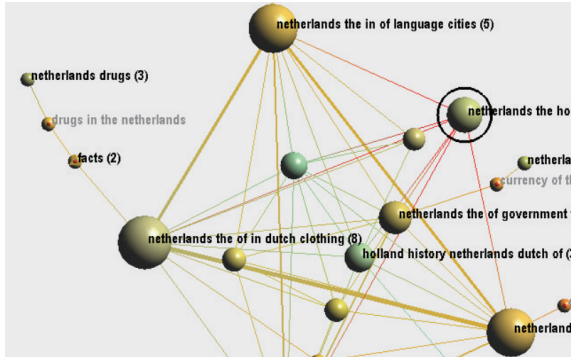 netherlands the in of language cities (5)
netherlands drugs (3)
netherlands the ho
drugs in the netherlands
facts (2)
netherla
currency of th
netherlands the of government
netherlands the of in dutch clothing (8)
holland history netherlands dutch of (
netherland